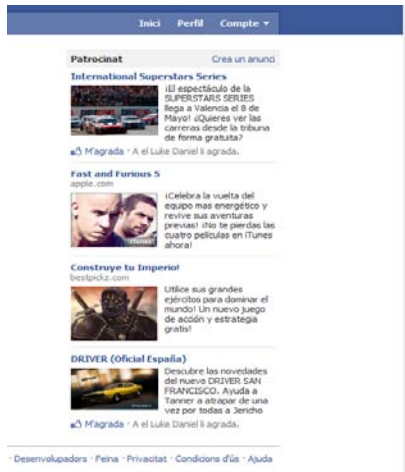 Inici Perfil Compte
Patrocinat Crea un anunci
International Superstars Series
¡El espectáculo de la
SUPERSTARS SERIES
llega a Valencia el 8 de
Mayo! ¿Quieres ver las
carreras desde la tribuna
de forma gratuita?
M'agrada · A el Luke Daniel li agrada.
Fast and Furious 5
apple.com
¡Celebra la vuelta del
equipo mas energético y
revive sus aventuras
previas! ¡No te pierdas las
cuatro películas en iTunes
ahora!
iTunes
Construye tu Imperio!
bestpickz.com
Utilice sus grandes
ejércitos para dominar el
mundo! Un nuevo juego
de acción y estrategia
gratis!
DRIVER (Oficial España)
Descubre las novedades
del nuevo DRIVER SAN
FRANCISCO. Ayuda a
Tanner a atrapar de una
vez por todas a Jericho
M'agrada · A el Luke Daniel li agrada.
· Desenvolupadors · Feina · Privacitat · Condicions d'ús · Ajuda